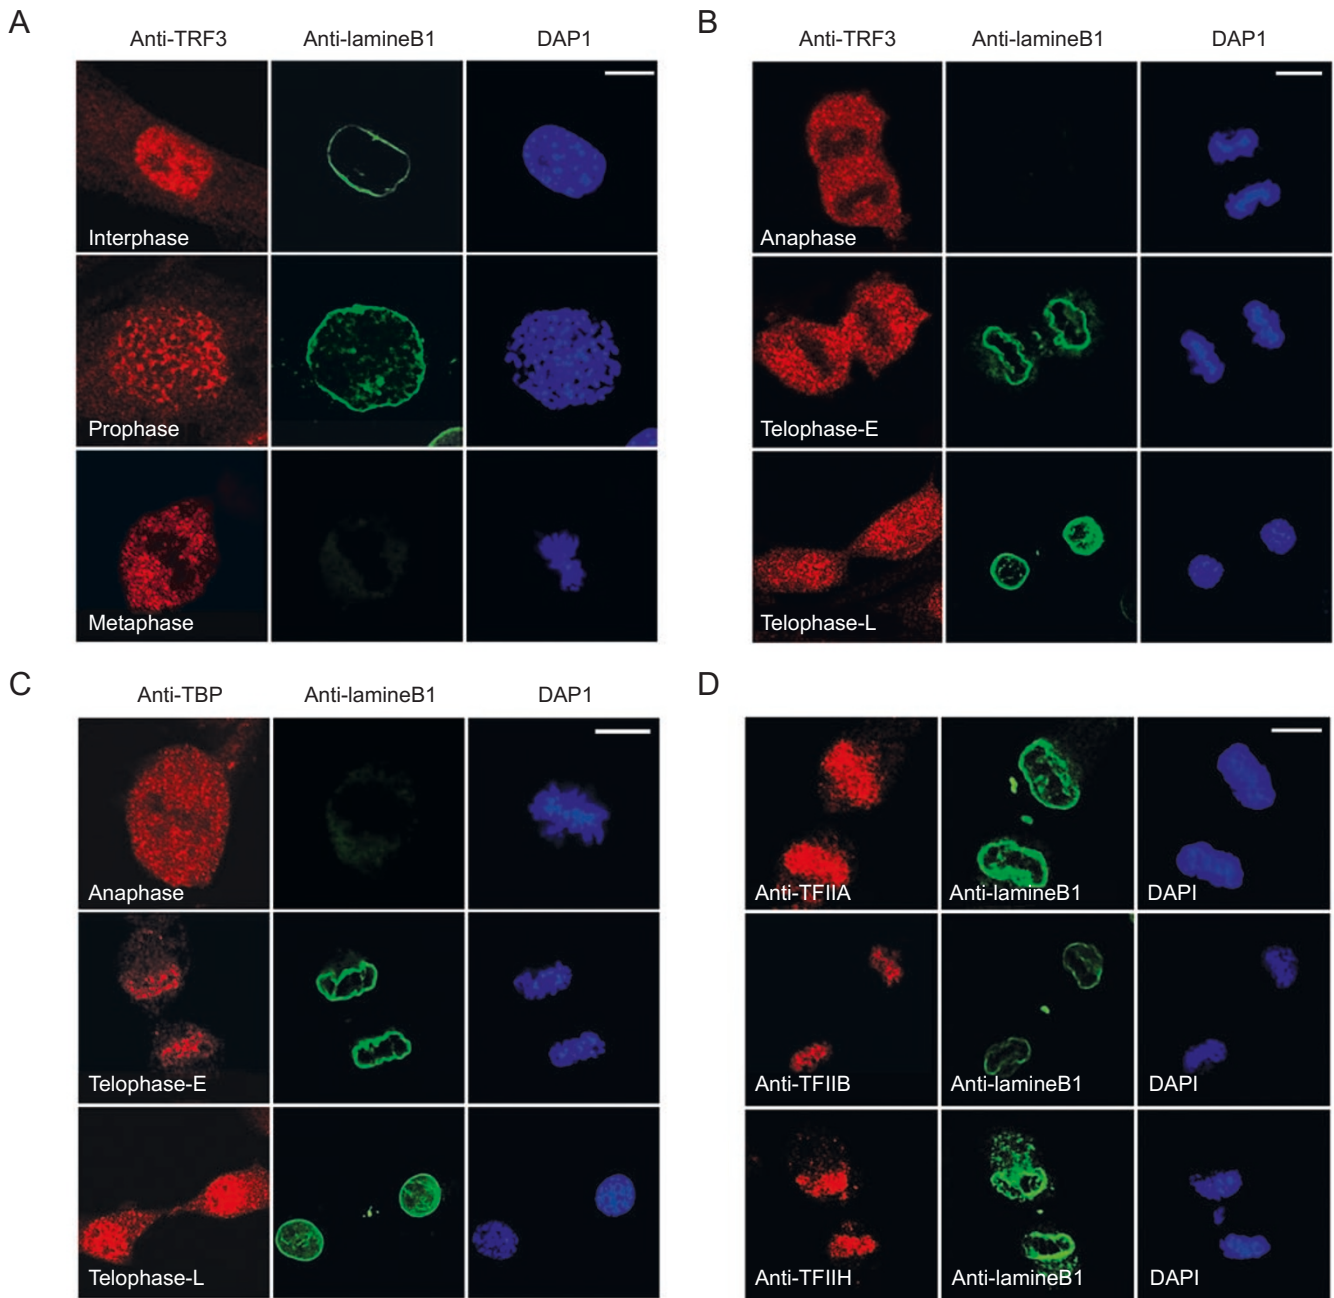 A
Anti-TRF3 Anti-lamineB1 DAP1
Interphase
Prophase
Metaphase
B
Anti-TRF3 Anti-lamineB1 DAP1
Anaphase
Telophase-E
Telophase-L
C
Anti-TBP Anti-lamineB1 DAP1
Anaphase
Telophase-E
Telophase-L
D
Anti-TFIIA Anti-lamineB1 DAPI
Anti-TFIIB Anti-lamineB1 DAPI
Anti-TFIIH Anti-lamineB1 DAPI